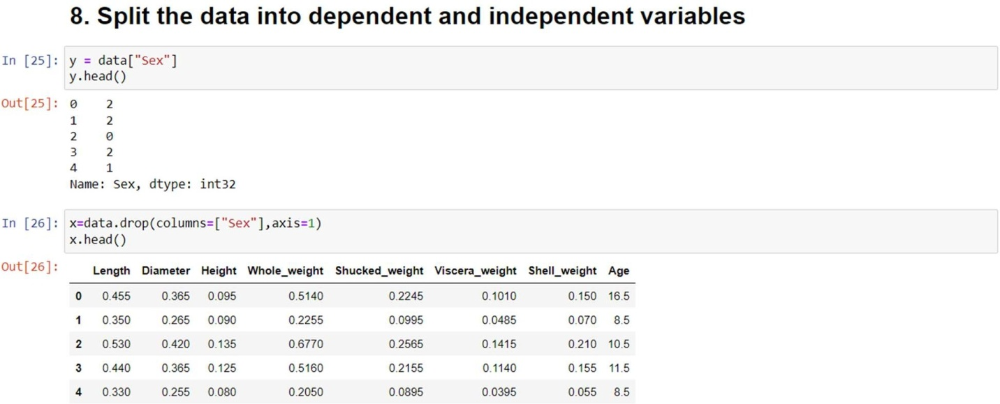 8. Split the data into dependent and independent variables
In [25]: y = data["Sex"]
y.head()
Out[25]: 0 2
1 2
2 0
3 2
4 1
Name: Sex, dtype: int32
In [26]: x=data.drop(columns=["Sex"],axis=1)
x.head()
Out[26]:
Length Diameter Height Whole_weight Shucked_weight Viscera_weight Shell_weight Age
0 0.455 0.365 0.095 0.5140 0.2245 0.1010 0.150 16.5
1 0.350 0.265 0.090 0.2255 0.0995 0.0485 0.070 8.5
2 0.530 0.420 0.135 0.6770 0.2565 0.1415 0.210 10.5
3 0.440 0.365 0.125 0.5160 0.2155 0.1140 0.155 11.5
4 0.330 0.255 0.080 0.2050 0.0895 0.0395 0.055 8.5